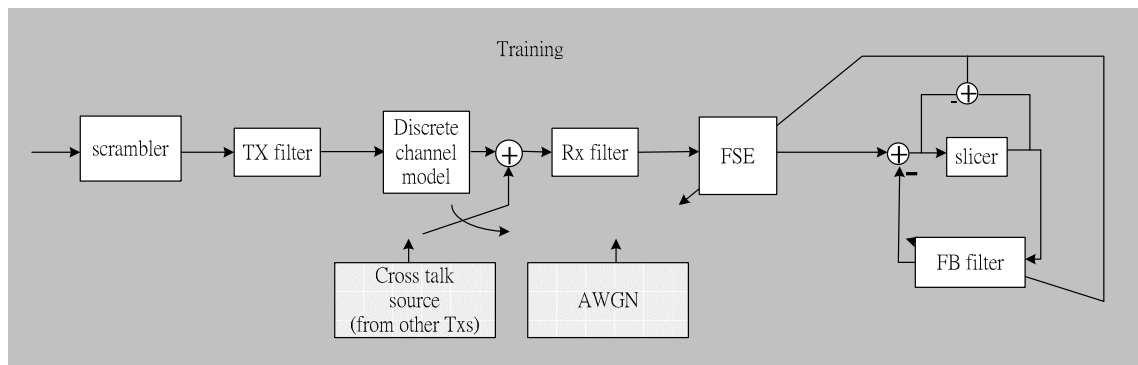 Training
scrambler
TX filter
Discrete
channel
model
+
Rx filter
FSE
+
-
+
-
slicer
FB filter
Cross talk
source
(from other Txs)
AWGN